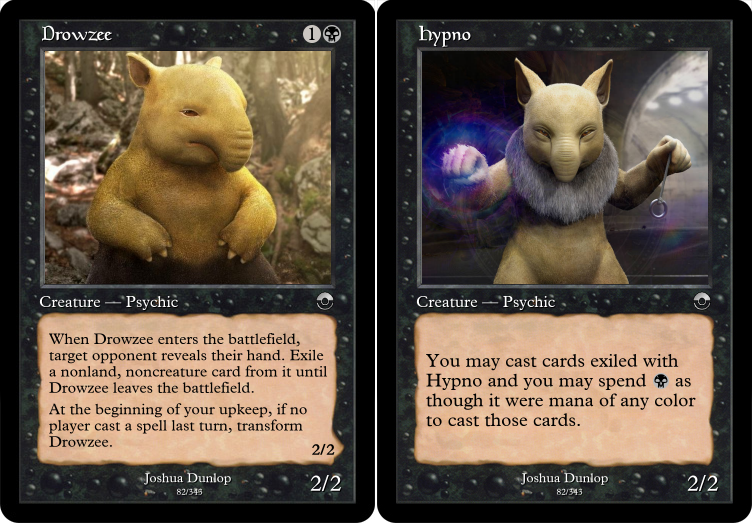 Drowzee 1
Creature — Psychic
When Drowzee enters the battlefield,
target opponent reveals their hand. Exile
a nonland, noncreature card from it until
Drowzee leaves the battlefield.
At the beginning of your upkeep, if no
player cast a spell last turn, transform
Drowzee.
2/2
Joshua Dunlop
82/345
2/2
Hypno
Creature — Psychic
You may cast cards exiled with
Hypno and you may spend as
though it were mana of any color
to cast those cards.
Joshua Dunlop
82/345
2/2